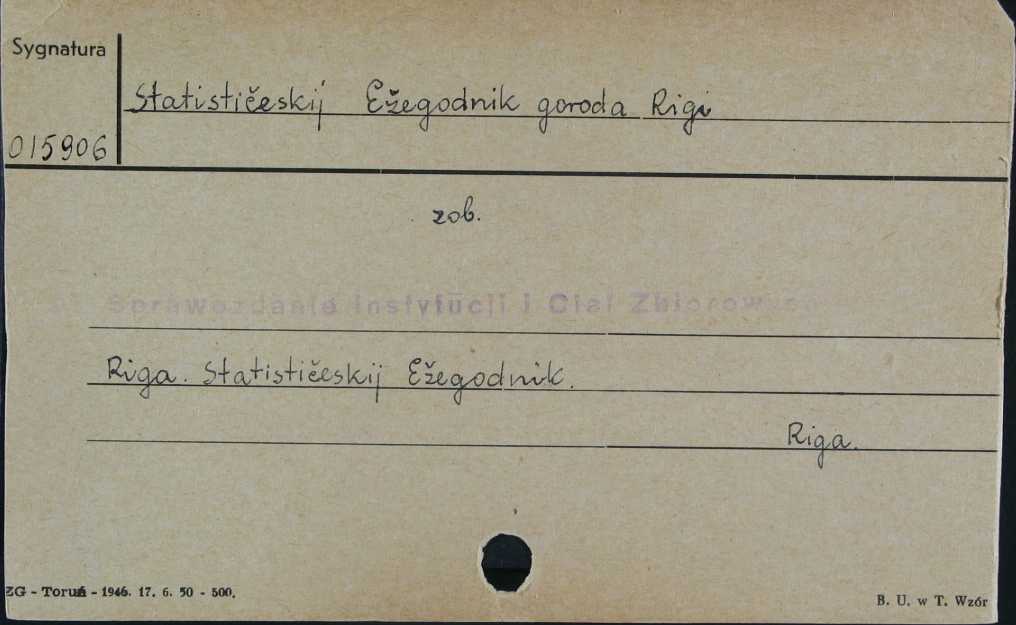 Sygnatura
Statističeskij Ežegodnik goroda Rigi
015906
zob.
Sprawozdania Instytucji i Ciał
Riga. Statističeskij Ežegodnik.
Riga.
ZG - Toruń - 1946. 17. 6. 50 - 500.
B. U. w T. Wzór